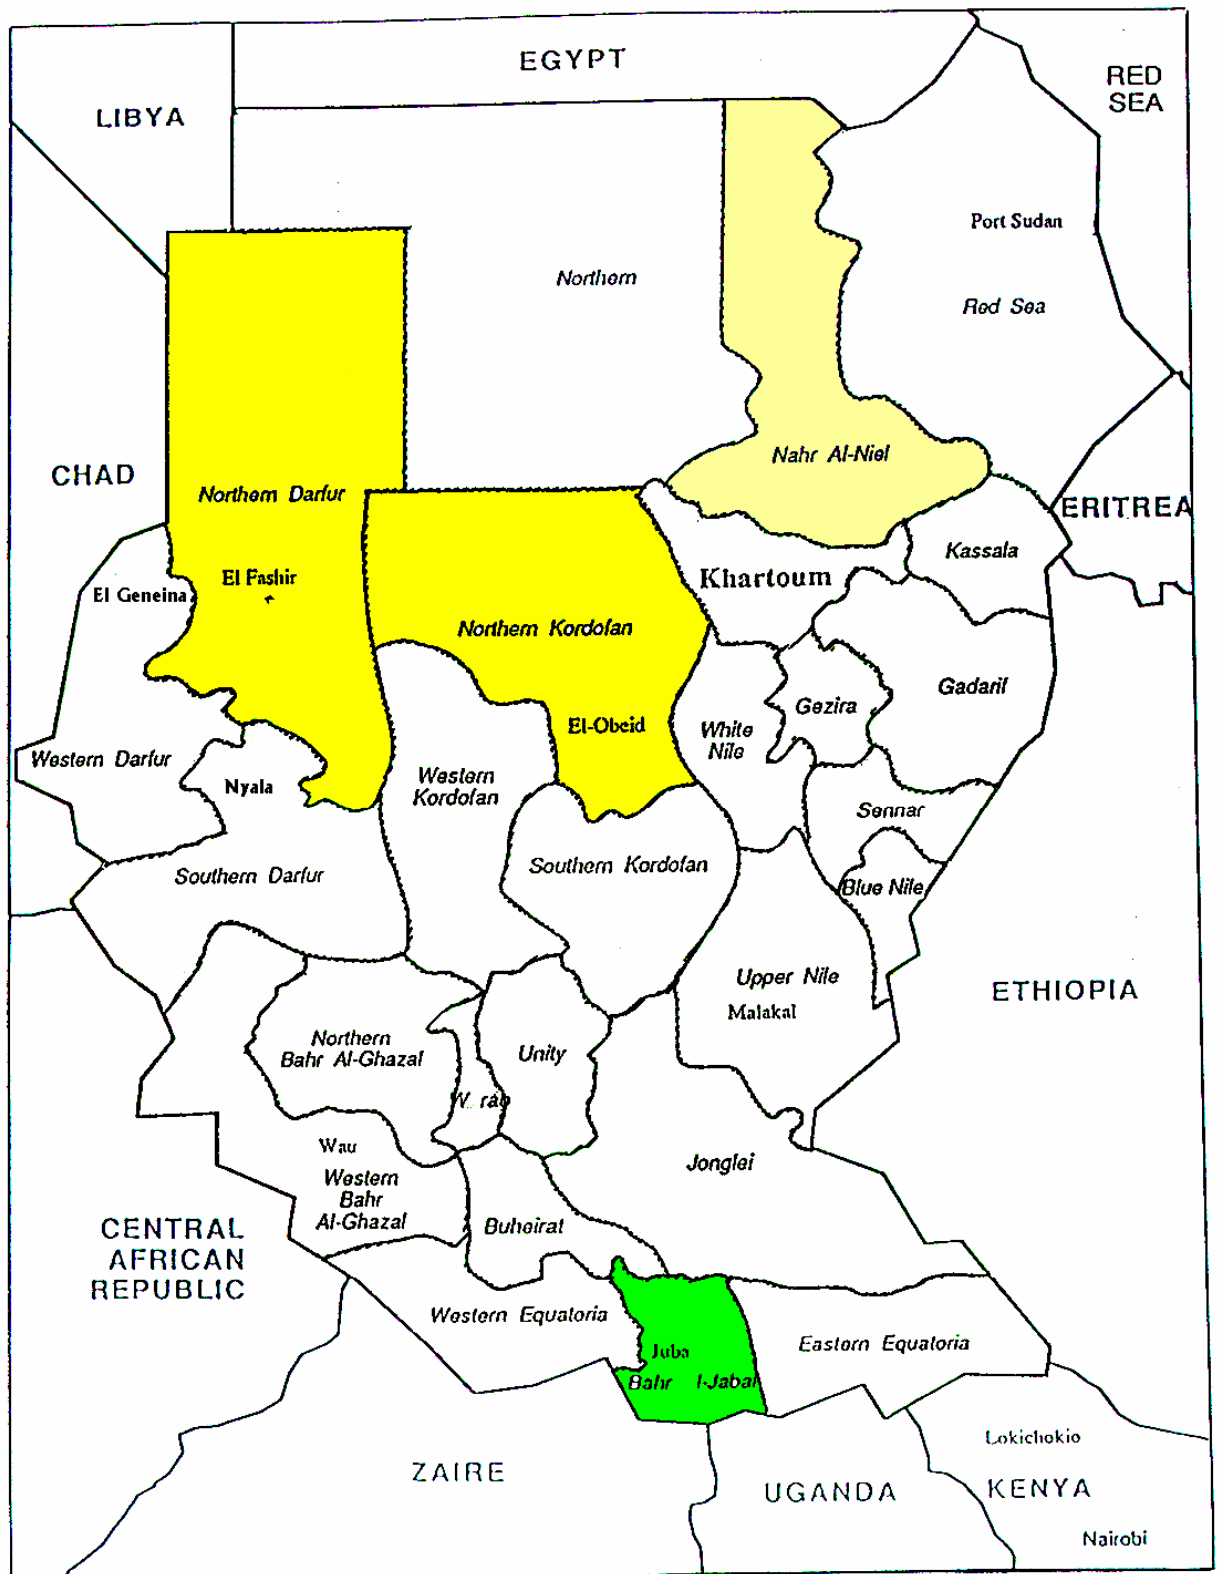 EGYPT
RED
SEA
LIBYA
Port Sudan
Northern
Red Sea
Nahr Al-Niel
CHAD
Northern Darfur
ERITREA
Kassala
Khartoum
El Fashir
El Geneina
Northern Kordofan
Gadarif
Gezira
El-Obeid
White
Nile
Western Darfur
Nyala
Western
Kordofan
Sennar
Southern Kordofan
Southern Darfur
Blue Nile
Upper Nile
Malakal
ETHIOPIA
Northern
Bahr Al-Ghazal
Unity
Wau
Jonglei
Western
Bahr
Al-Ghazal
Buheirat
CENTRAL
AFRICAN
REPUBLIC
Western Equatoria
Eastern Equatoria
Juba
Bahr l-Jabal
Lokichokio
ZAIRE
UGANDA
KENYA
Nairobi